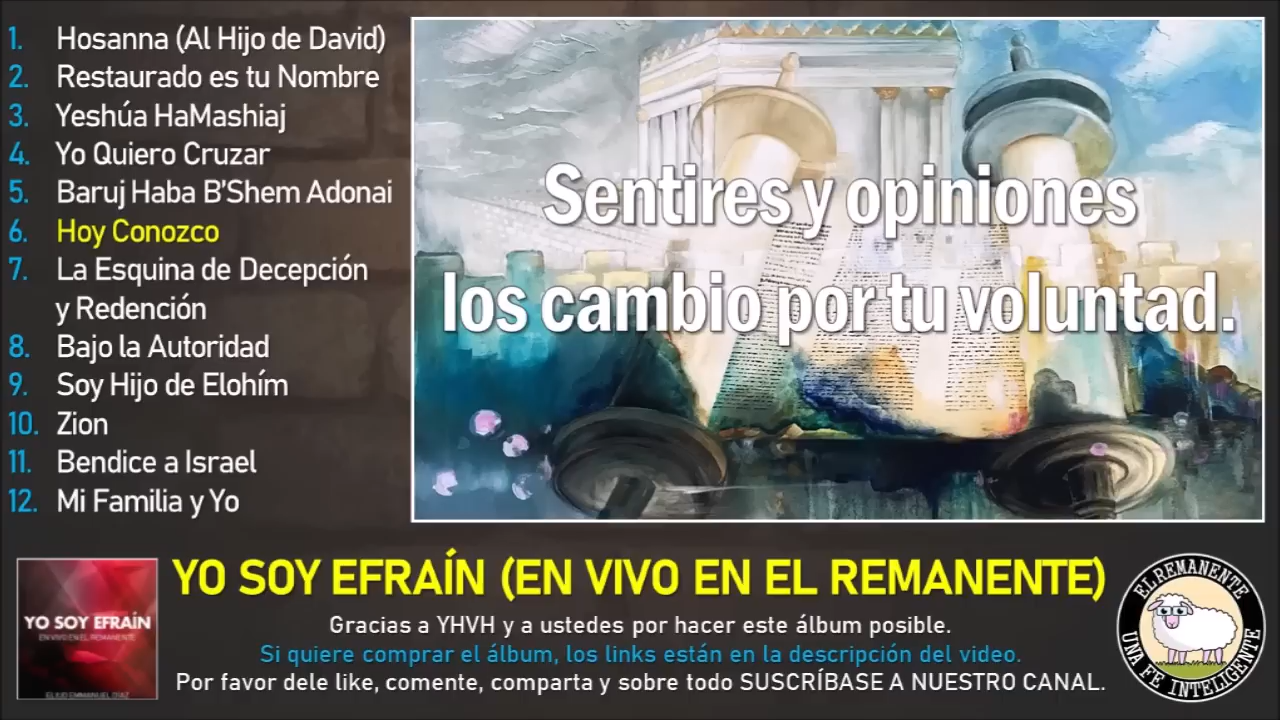 1. Hosanna (Al Hijo de David)
2. Restaurado es tu Nombre
3. Yeshúa HaMashiaj
4. Yo Quiero Cruzar
5. Baruj Haba B'Shem Adonai
6. Hoy Conozco
7. La Esquina de Decepción
y Redención
8. Bajo la Autoridad
9. Soy Hijo de Elohím
10. Zion
11. Bendice a Israel
12. Mi Familia y Yo
Sentires y opiniones
los cambio por tu voluntad.
YO SOY EFRAÍN
EN VIVO EN EL REMANENTE
YO SOY EFRAÍN (EN VIVO EN EL REMANENTE)
Gracias a YHVH y a ustedes por hacer este álbum posible.
Si quiere comprar el álbum, los links están en la descripción del video.
Por favor dele like, comente, comparta y sobre todo SUSCRÍBASE A NUESTRO CANAL.
EL REMANENTE
UNA FE INTELIGENTE